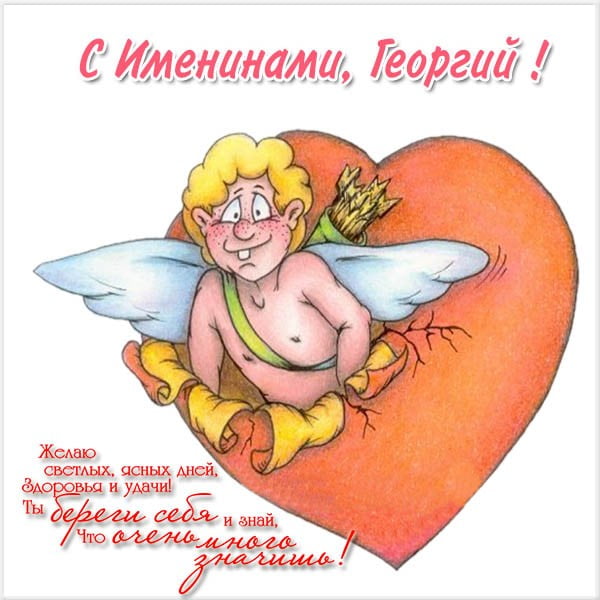 С Именинами, Георгий !
Желаю
светлых, ясных дней,
Здоровья и удачи!
Ты береги себя и знай,
Что очень много
значишь!